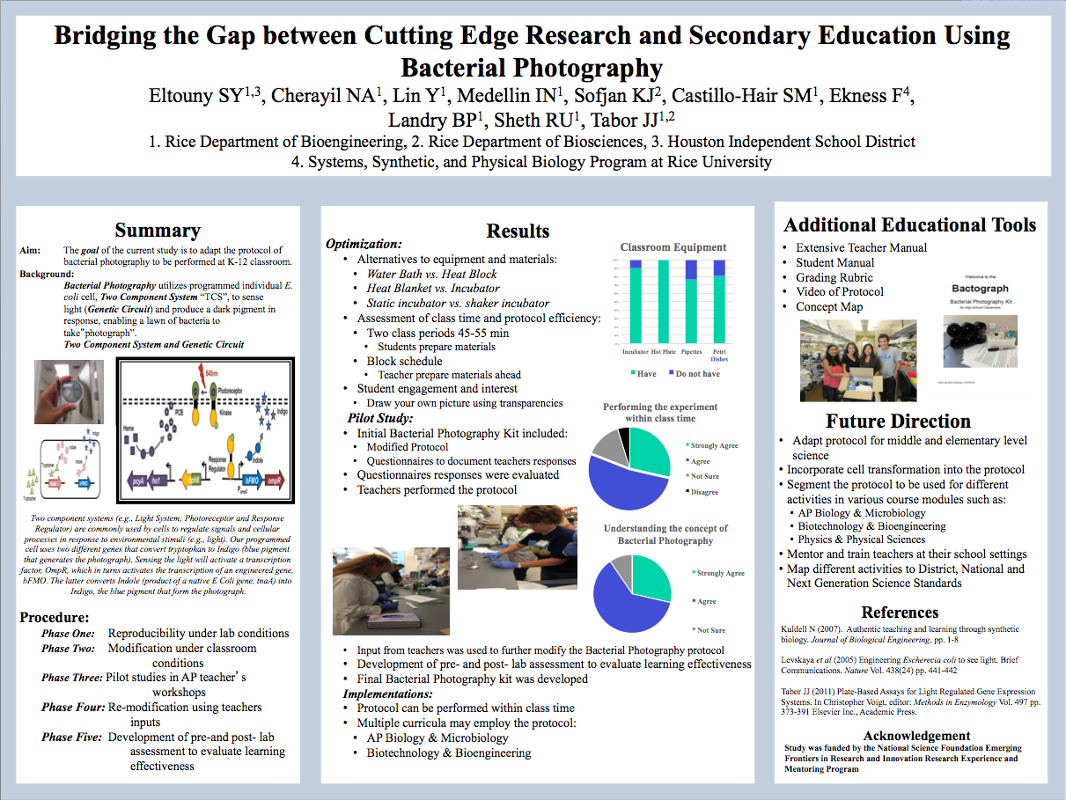 Bridging the Gap between Cutting Edge Research and Secondary Education Using
Bacterial Photography
Eltouny SY1,3, Cherayil NA1, Lin Y1, Medellin IN1, Sofjan KJ2, Castillo-Hair SM1, Ekness F4,
Landry BP1, Sheth RU1, Tabor JJ1,2
1. Rice Department of Bioengineering, 2. Rice Department of Biosciences, 3. Houston Independent School District
4. Systems, Synthetic, and Physical Biology Program at Rice University
Summary
Aim: The goal of the current study is to adapt the protocol of
bacterial photography to be performed at K-12 classroom.
Background:
Bacterial Photography utilizes programmed individual E.
coli cell, Two Component System “TCS”, to sense
light (Genetic Circuit) and produce a dark pigment in
response, enabling a lawn of bacteria to
take“photograph”.
Two Component System and Genetic Circuit
640nm
Photoreceptor
PCB
Kinase
Indigo
Heme
Response
Regulator
Indole
pcyA
ho1
cph8
bFMO
ompR
Two component systems (e.g., Light System; Photoreceptor and Response
Regulator) are commonly used by cells to regulate signals and cellular
processes in response to environmental stimuli (e.g., light). Our programmed
cell uses two different genes that convert tryptophan to Indigo (blue pigment
that generates the photograph). Sensing the light will activate a transcription
factor, OmpR, which in turns activates the transcription of an engineered gene,
bFMO. The latter converts Indole (product of a native E Coli gene, tnaA) into
Indigo, the blue pigment that form the photograph.
Procedure:
Phase One: Reproducibility under lab conditions
Phase Two: Modification under classroom
conditions
Phase Three: Pilot studies in AP teacher’s
workshops
Phase Four: Re-modification using teachers
inputs
Phase Five: Development of pre-and post- lab
assessment to evaluate learning
effectiveness
Results
Optimization:
• Alternatives to equipment and materials:
• Water Bath vs. Heat Block
• Heat Blanket vs. Incubator
• Static incubator vs. shaker incubator
• Assessment of class time and protocol efficiency:
• Two class periods 45-55 min
• Students prepare materials
• Block schedule
• Teacher prepare materials ahead
• Student engagement and interest
• Draw your own picture using transparencies
Pilot Study:
• Initial Bacterial Photography Kit included:
• Modified Protocol
• Questionnaires to document teachers responses
• Questionnaires responses were evaluated
• Teachers performed the protocol
Classroom Equipment
Incubator Hot Plate Pipettes Petri
Dishes
Have Do not have
Performing the experiment
within class time
Strongly Agree
Agree
Not Sure
Disagree
Understanding the concept of
Bacterial Photography
Strongly Agree
Agree
Not Sure
• Input from teachers was used to further modify the Bacterial Photography protocol
• Development of pre- and post- lab assessment to evaluate learning effectiveness
• Final Bacterial Photography kit was developed
Implementations:
• Protocol can be performed within class time
• Multiple curricula may employ the protocol:
• AP Biology & Microbiology
• Biotechnology & Bioengineering
Additional Educational Tools
• Extensive Teacher Manual
• Student Manual
• Grading Rubric
• Video of Protocol
• Concept Map
Welcome to the
Bactograph
Bacterial Photography Kit
for High School Classrooms
Future Direction
• Adapt protocol for middle and elementary level
science
• Incorporate cell transformation into the protocol
• Segment the protocol to be used for different
activities in various course modules such as:
• AP Biology & Microbiology
• Biotechnology & Bioengineering
• Physics & Physical Sciences
• Mentor and train teachers at their school settings
• Map different activities to District, National and
Next Generation Science Standards
References
Kuldell N (2007). Authentic teaching and learning through synthetic
biology. Journal of Biological Engineering. pp. 1-8
Levskaya et al (2005) Engineering Escherecia coli to see light. Brief
Communications. Nature Vol. 438(24) pp. 441-442
Tabor JJ (2011) Plate-Based Assays for Light Regulated Gene Expression
Systems. In Christopher Voigt, editor: Methods in Enzymology Vol. 497 pp.
373-391 Elsevier Inc., Academic Press.
Acknowledgement
Study was funded by the National Science Foundation Emerging
Frontiers in Research and Innovation Research Experience and
Mentoring Program